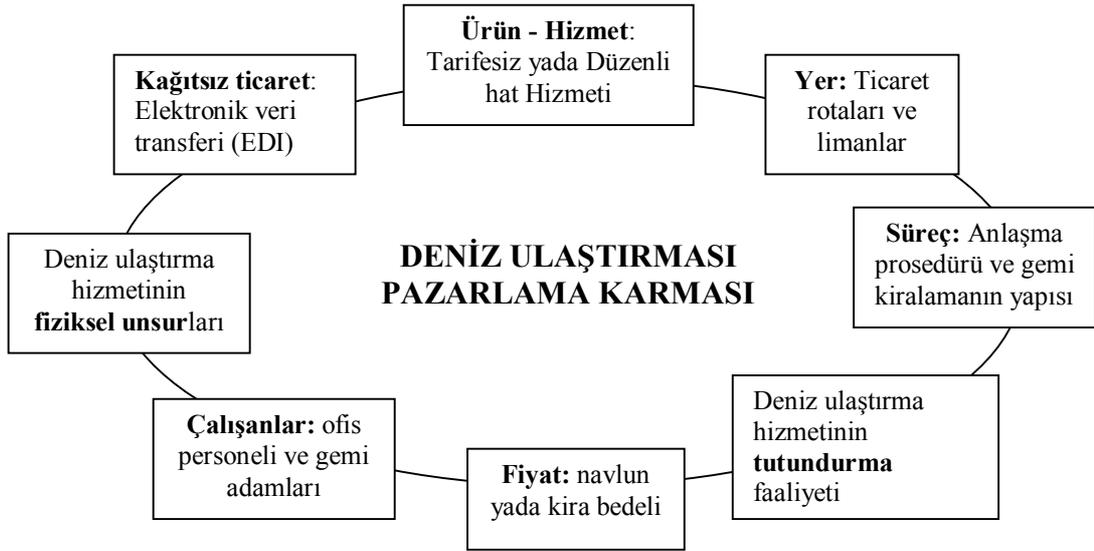 Ürün - Hizmet:
Tarifesiz yada Düzenli
hat Hizmeti
Kağıtsız ticaret:
Elektronik veri
transferi (EDI)
Yer: Ticaret
rotaları ve
limanlar
Deniz ulaştırma
hizmetinin
fiziksel unsurları
DENİZ ULAŞTIRMASI
PAZARLAMA KARMASI
Süreç: Anlaşma
prosedürü ve gemi
kiralamanın yapısı
Çalışanlar: ofis
personeli ve gemi
adamları
Fiyat: navlun
yada kira bedeli
Deniz ulaştırma
hizmetinin
tutundurma
faaliyeti